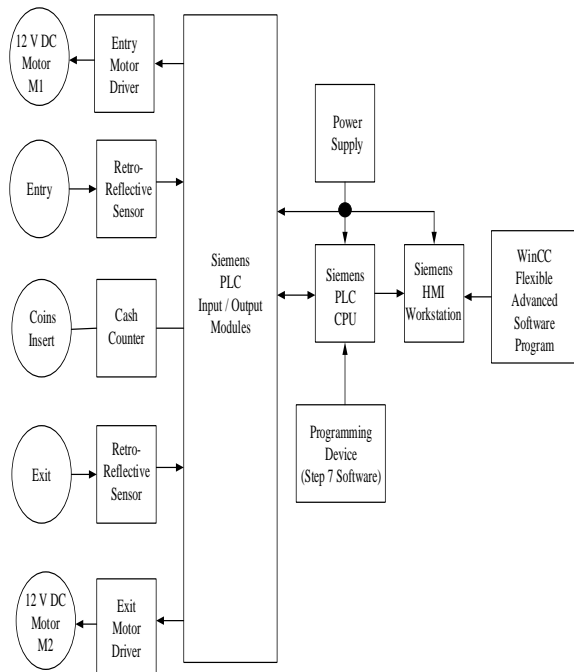 12 V DC
Motor
M1
Entry
Motor
Driver
Entry
Retro-
Reflective
Sensor
Coins
Insert
Cash
Counter
Exit
Retro-
Reflective
Sensor
12 V DC
Motor
M2
Exit
Motor
Driver
Siemens
PLC
Input / Output
Modules
Power
Supply
Siemens
PLC
CPU
Siemens
HMI
Workstation
WinCC
Flexible
Advanced
Software
Program
Programming
Device
(Step 7 Software)